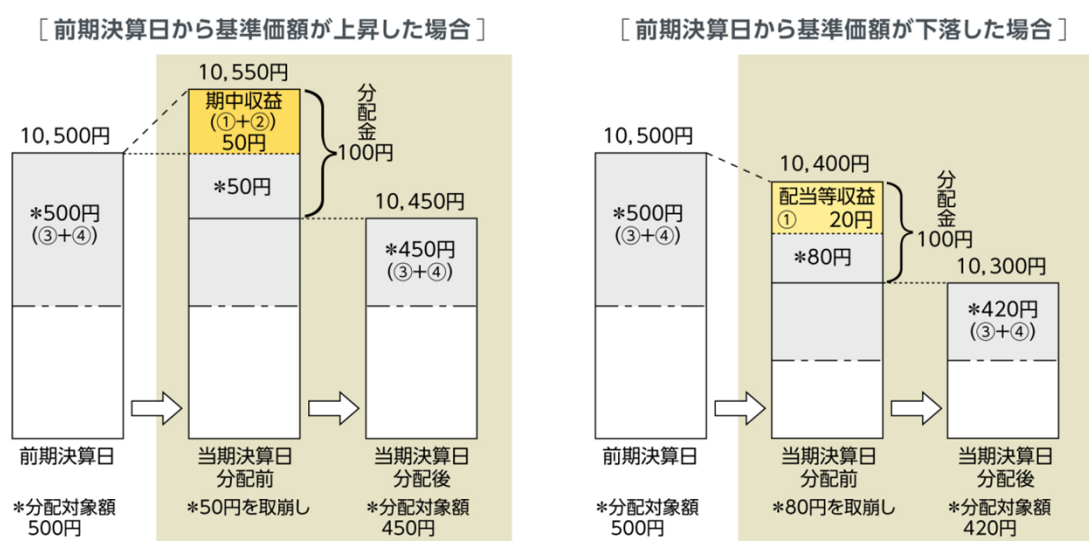 [前期決算日から基準価額が上昇した場合]
10,500円
*500円
(③+④)
前期決算日
*分配対象額
500円
10,550円
期中収益
(①+②)
50円
*50円
分配金
100円
当期決算日
分配前
*50円を取崩し
10,450円
*450円
(③+④)
当期決算日
分配後
*分配対象額
450円
[前期決算日から基準価額が下落した場合]
10,500円
*500円
(③+④)
前期決算日
*分配対象額
500円
10,400円
配当等収益
① 20円
*80円
分配金
100円
当期決算日
分配前
*80円を取崩し
10,300円
*420円
(③+④)
当期決算日
分配後
*分配対象額
420円